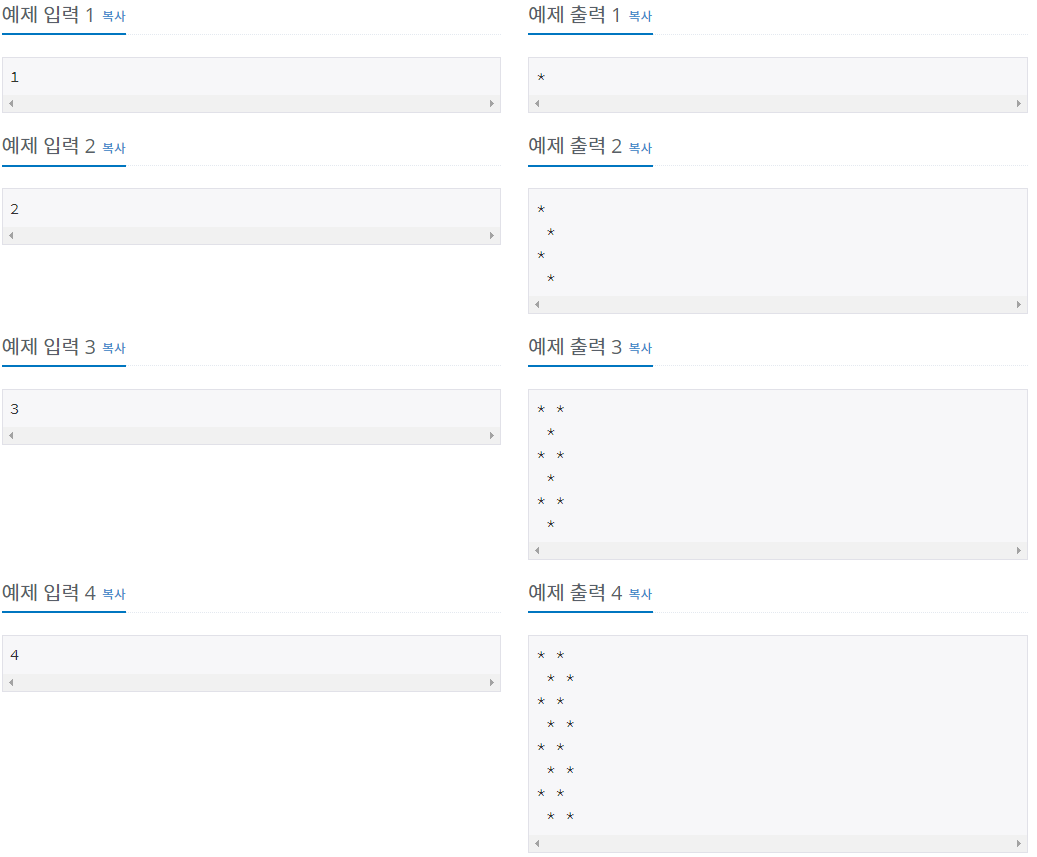 예제 입력 1 복사
1
예제 출력 1 복사
*
예제 입력 2 복사
2
예제 출력 2 복사
*
 *
*
 *
예제 입력 3 복사
3
예제 출력 3 복사
* *
 *
* *
 *
* *
 *
예제 입력 4 복사
4
예제 출력 4 복사
* *
 * *
* *
 * *
* *
 * *
* *
 * *